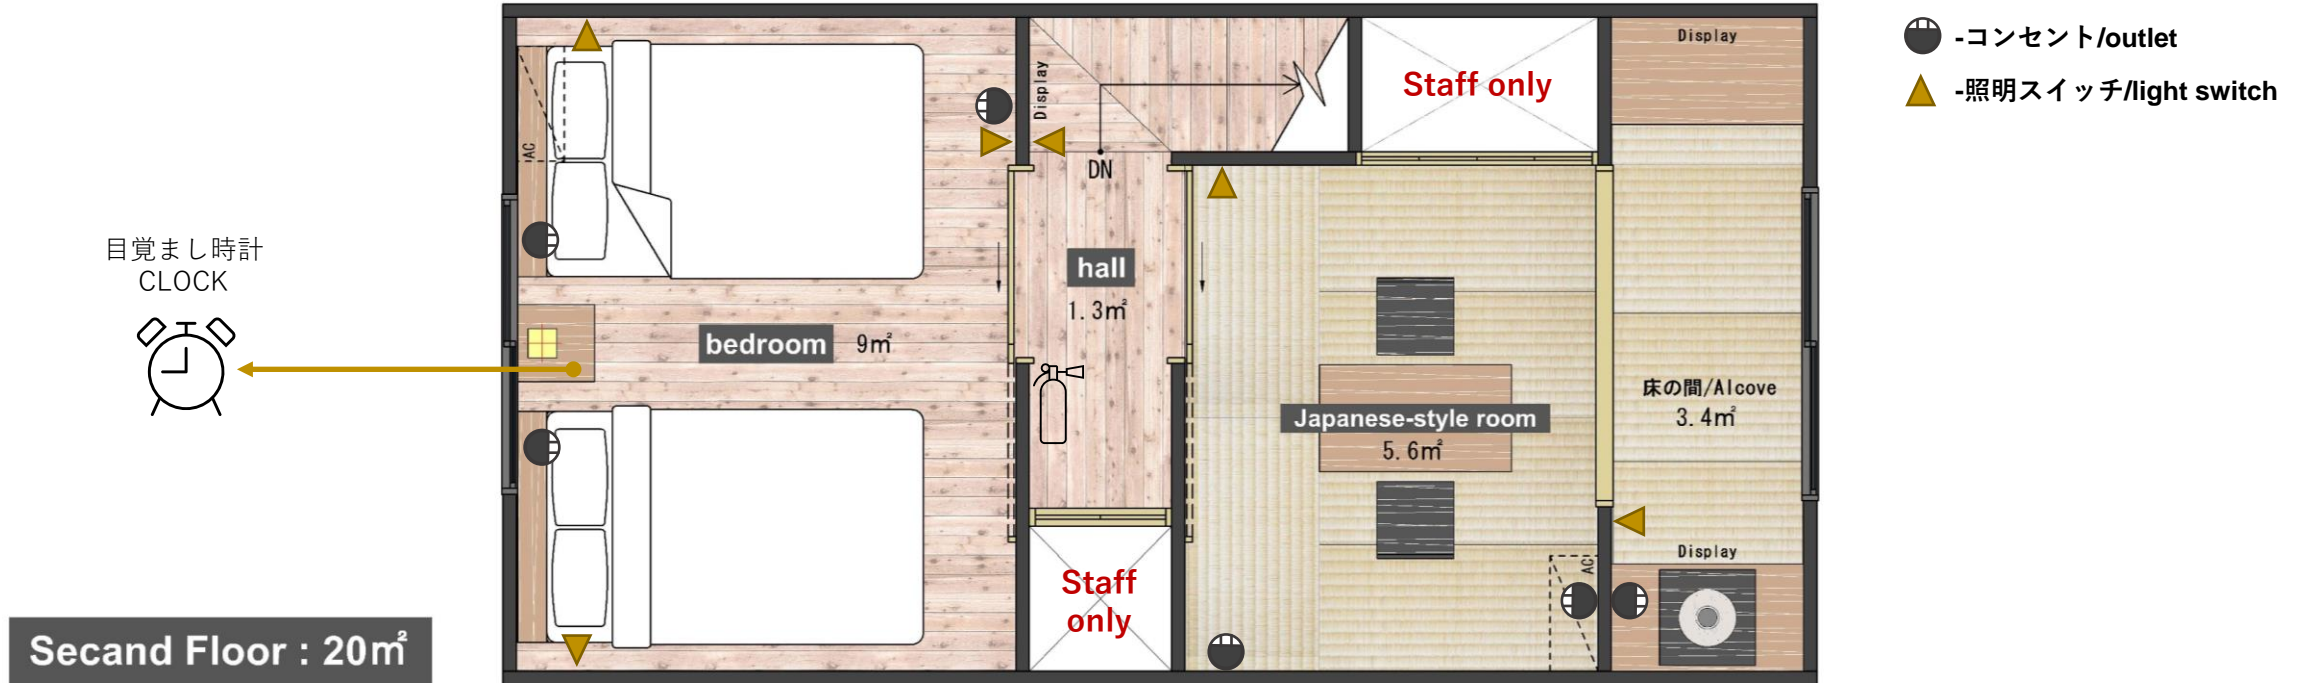 Display
Staff only
Display
-コンセント/outlet
-照明スイッチ/light switch
AC
DN
目覚まし時計
CLOCK
hall
1.3㎡
bedroom 9㎡
床の間/Alcove
3.4㎡
Japanese-style room
5.6㎡
Display
AC
Staff
only
Secand Floor : 20㎡